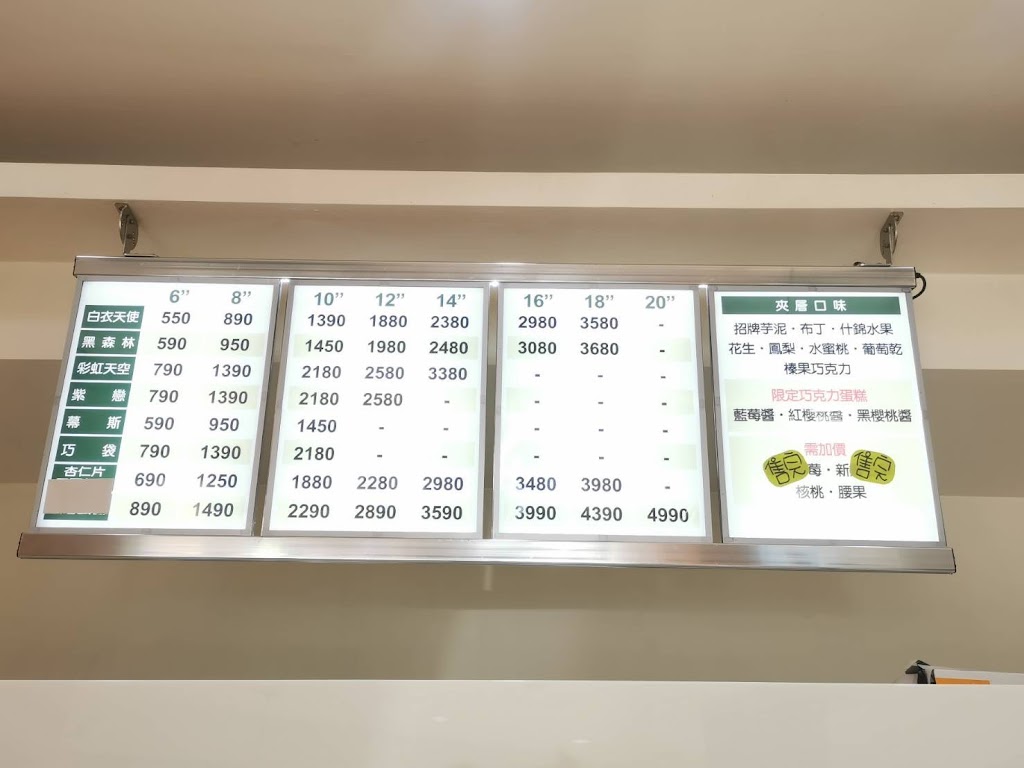 6” 8” 10” 12” 14” 16” 18” 20”
白衣天使 550 890 1390 1880 2380 2980 3580 -
黑森林 590 950 1450 1980 2480 3080 3680 -
彩虹天空 790 1390 2180 2580 3380 - - -
紫戀 790 1390 2180 2580 - - - -
幕斯 590 950 1450 - - - - -
巧袋 790 1390 2180 - - - - -
杏仁片 690 1250 1880 2280 2980 3480 3980 -
890 1490 2290 2890 3590 3990 4390 4990
夾層口味
招牌芋泥・布丁・什錦水果
花生・鳳梨・水蜜桃・葡萄乾
榛果巧克力
限定巧克力蛋糕
藍莓醬・紅櫻桃醬・黑櫻桃醬
需加價
售完 莓・新 售完
核桃・腰果